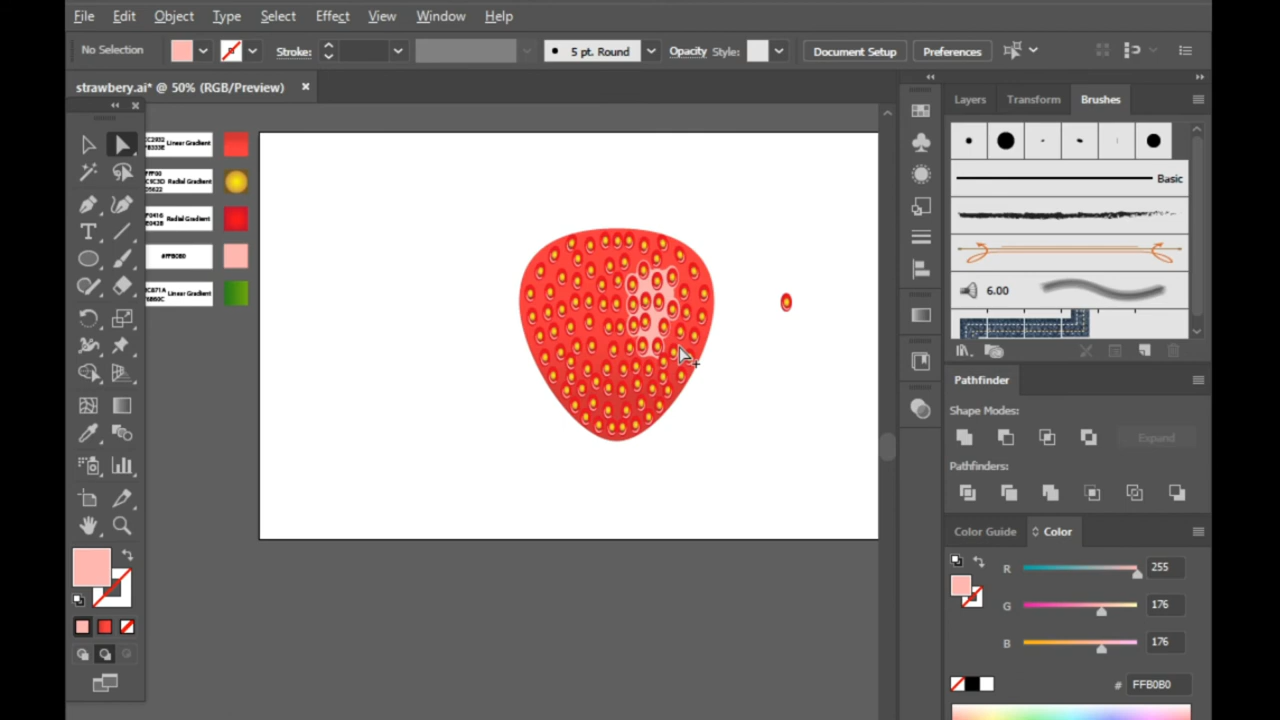 File Edit Object Type Select Effect View Window Help
No Selection Stroke: 5 pt. Round Opacity Style: Document Setup Preferences
strawbery.ai* @ 50% (RGB/Preview) ×
Layers Transform Brushes
Linear Gradient
Radial Gradient
Radial Gradient
#FFB0B0
Linear Gradient
Basic
6.00
Pathfinder
Shape Modes:
Expand
Pathfinders:
Color Guide Color
R 255
G 176
B 176
# FFB0B0